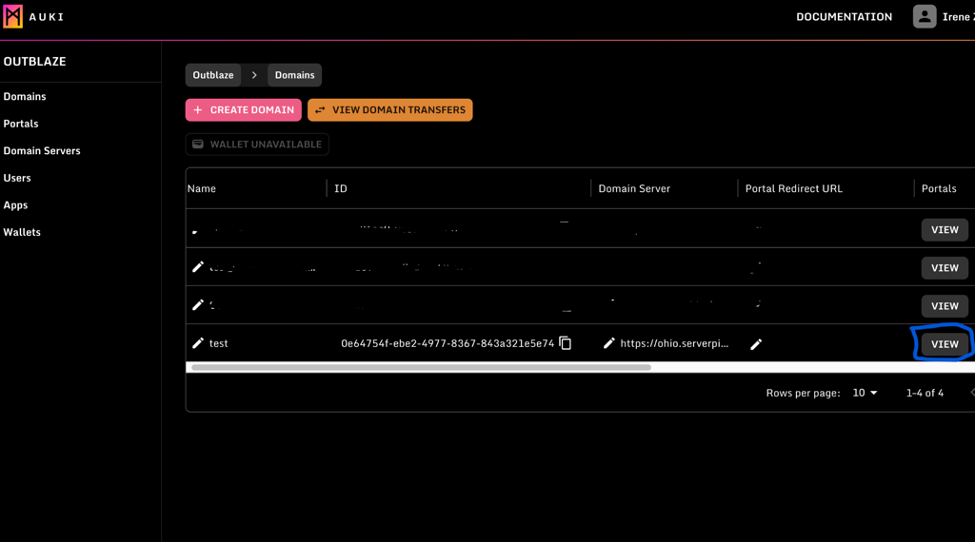 AUKI
DOCUMENTATION
Irene
OUTBLAZE
Domains
Portals
Domain Servers
Users
Apps
Wallets
Outblaze > Domains
+ CREATE DOMAIN
VIEW DOMAIN TRANSFERS
WALLET UNAVAILABLE
Name ID Domain Server Portal Redirect URL Portals
VIEW
VIEW
VIEW
test 0e64754f-ebe2-4977-8367-843a321e5e74 https://ohio.serverpi... VIEW
Rows per page: 10 1-4 of 4